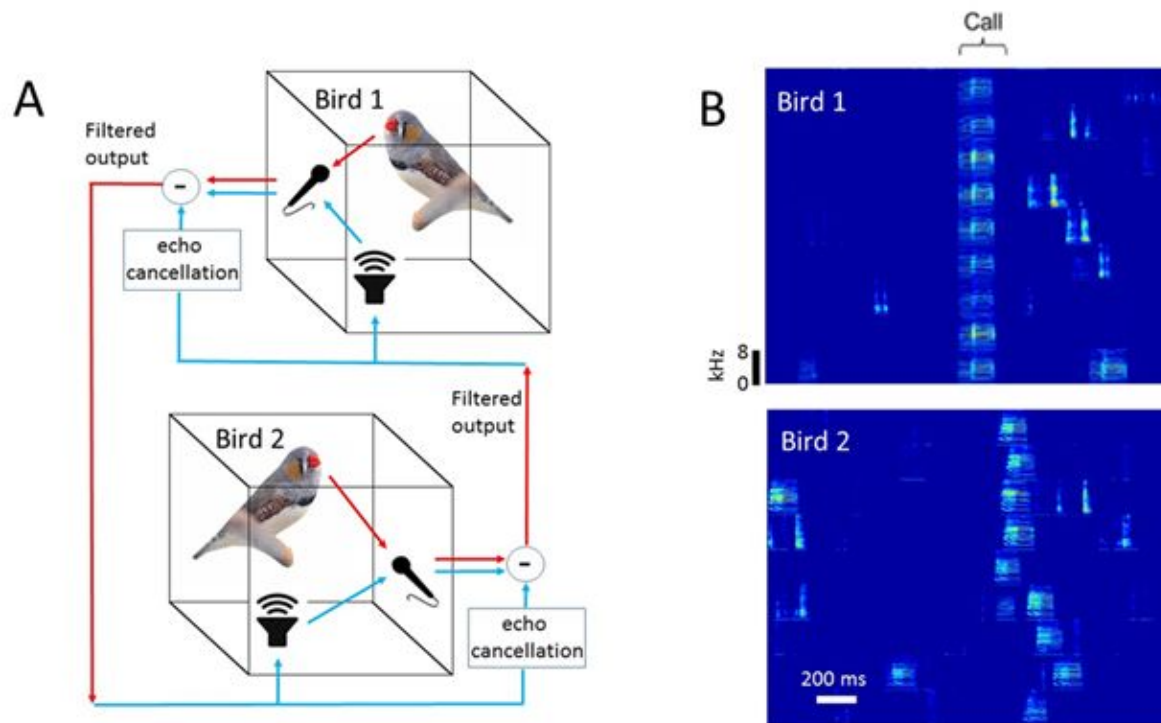 A
Bird 1
Filtered
output
-
echo
cancellation
Filtered
output
Bird 2
-
echo
cancellation
B
Call
Bird 1
8
kHz
0
Bird 2
200 ms